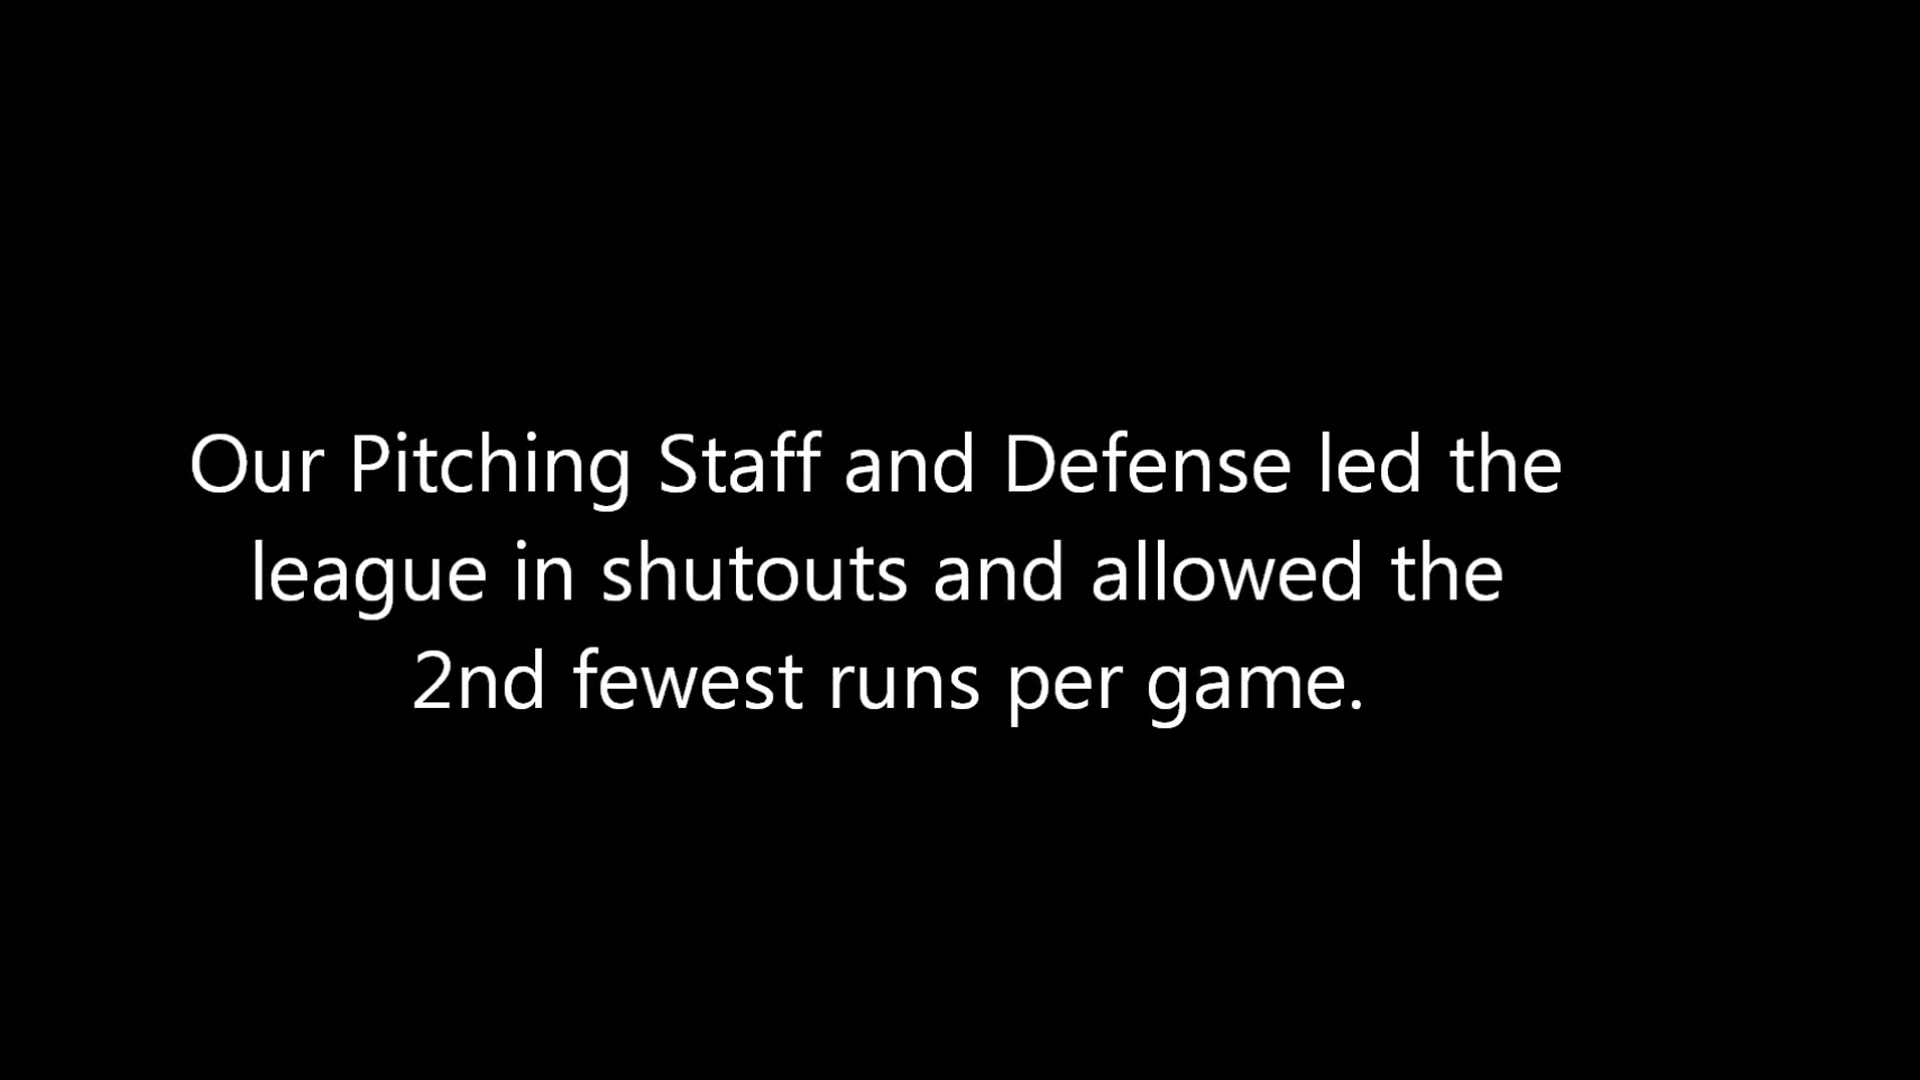 Our Pitching Staff and Defense led the
league in shutouts and allowed the
2nd fewest runs per game.